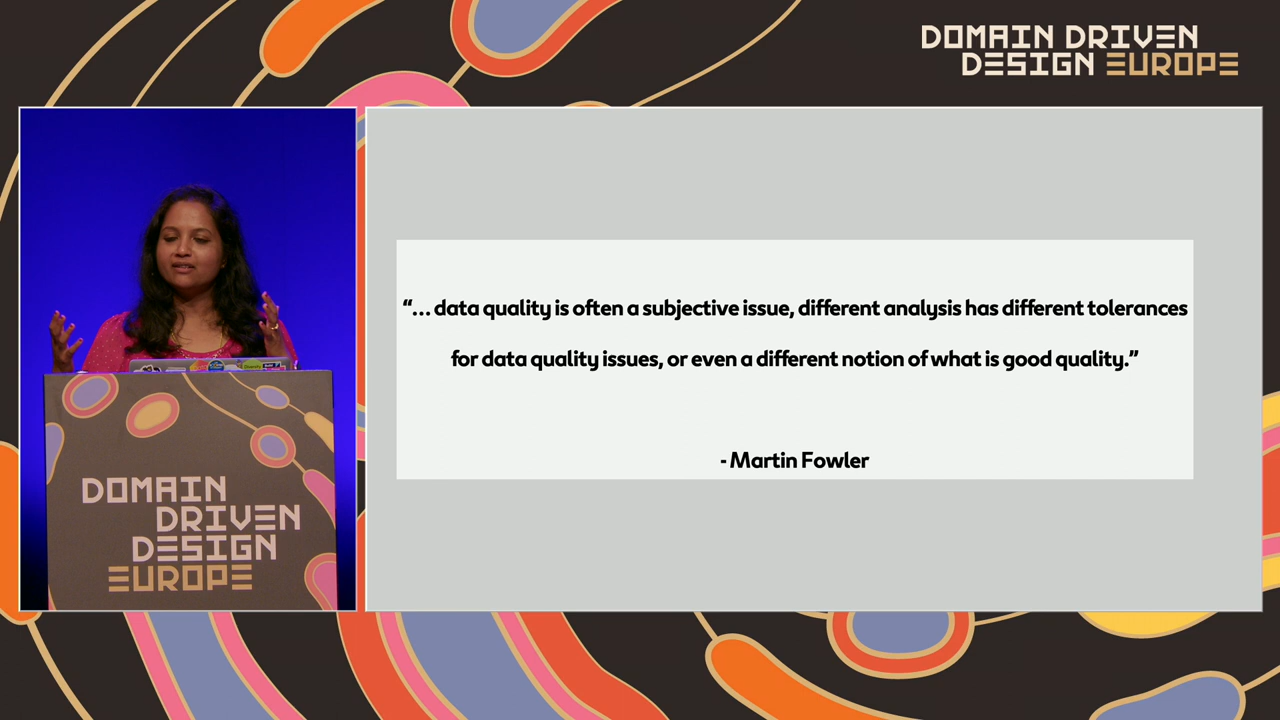 DOMAIN DRIVEN
DESIGN EUROPE
“... data quality is often a subjective issue, different analysis has different tolerances
for data quality issues, or even a different notion of what is good quality.”
- Martin Fowler
DOMAIN
DRIVEN
DESIGN
EUROPE